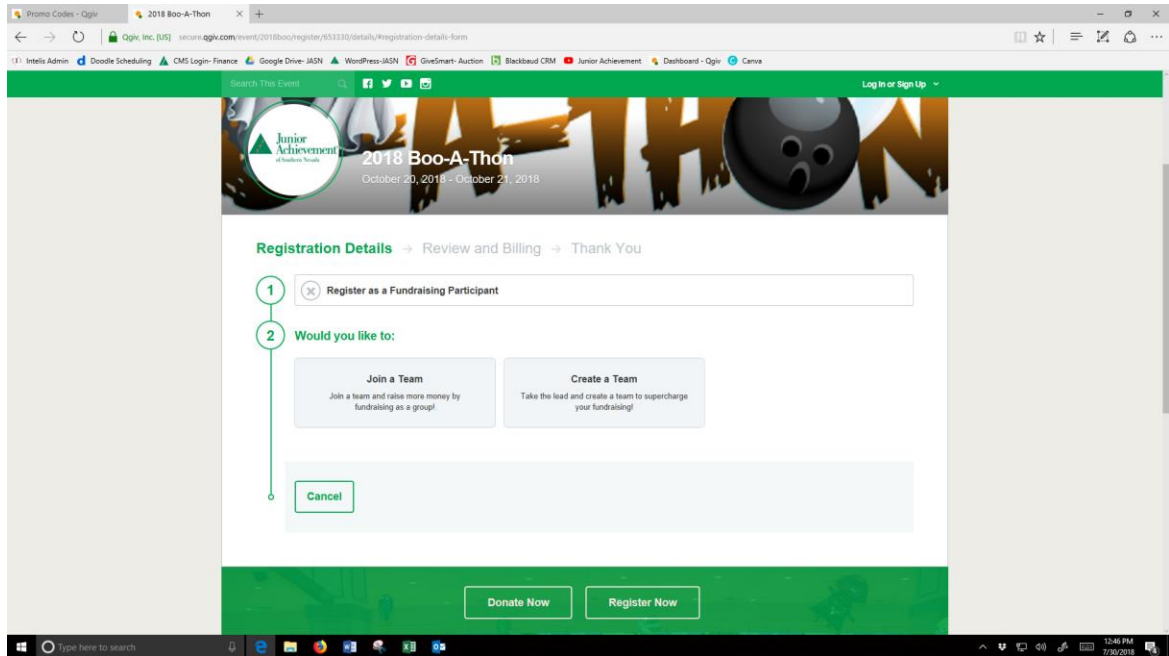 Promo Codes - Qgiv
2018 Boo-A-Thon
Qgiv, Inc. [US] secure.qgiv.com/event/2018boo/register/653330/details/#registration-details-form
Intelis Admin Doodle Scheduling CMS Login- Finance Google Drive- JASN WordPress-JASN GiveSmart- Auction Blackbaud CRM Junior Achievement Dashboard - Qgiv Canva
Search This Event
Log In or Sign Up
A-THON
Junior
Achievement
of Southern Nevada
2018 Boo-A-Thon
October 20, 2018 - October 21, 2018
Registration Details → Review and Billing → Thank You
1 Register as a Fundraising Participant
2 Would you like to:
Join a Team
Join a team and raise more money by
fundraising as a group!
Create a Team
Take the lead and create a team to supercharge
your fundraising!
Cancel
Donate Now
Register Now
Type here to search
12:46 PM
7/30/2018